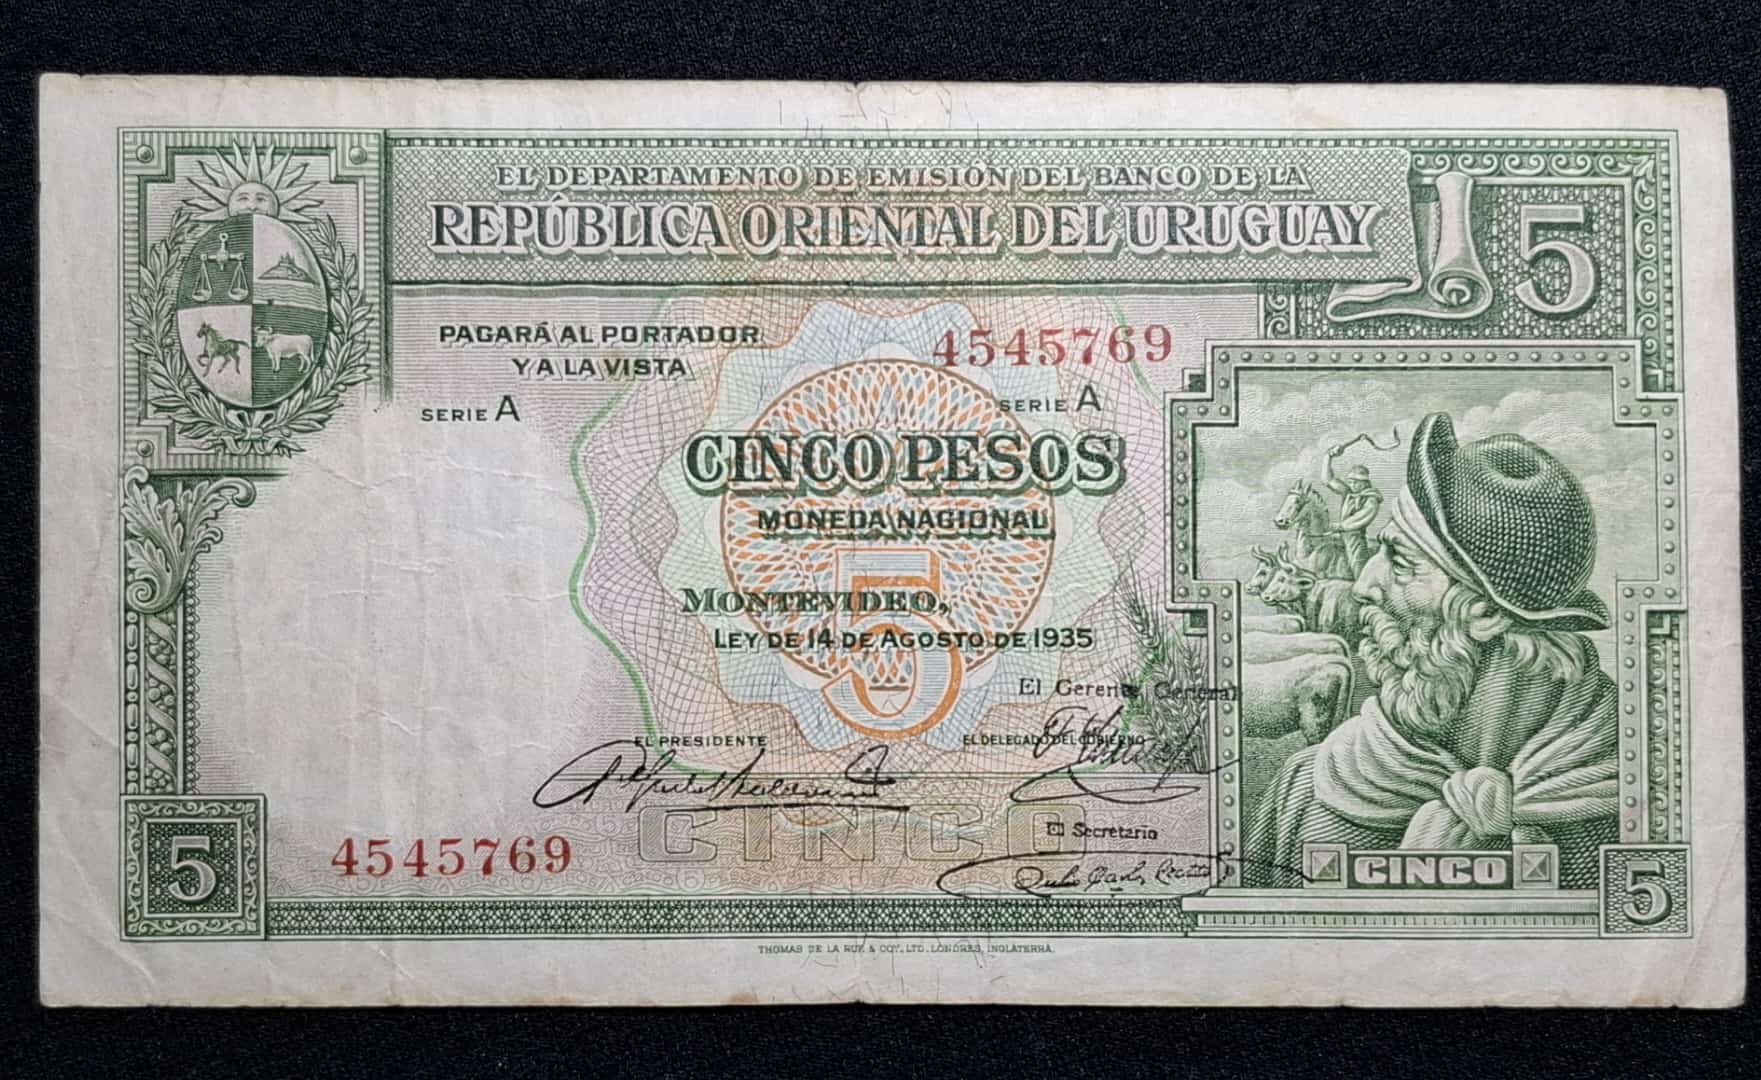 EL DEPARTAMENTO DE EMISIÓN DEL BANCO DE LA
REPÚBLICA ORIENTAL DEL URUGUAY
5
PAGARÁ AL PORTADOR
Y A LA VISTA
4545769
SERIE A
SERIE A
CINCO PESOS
MONEDA NACIONAL
5
MONTEVIDEO,
LEY DE 14 DE AGOSTO DE 1935
El Gerente General
EL PRESIDENTE
EL DELEGADO DEL GOBIERNO
CINCO
El Secretario
4545769
5
CINCO
5
THOMAS DE LA RUE & COY. LTD. LONDRES, INGLATERRA.